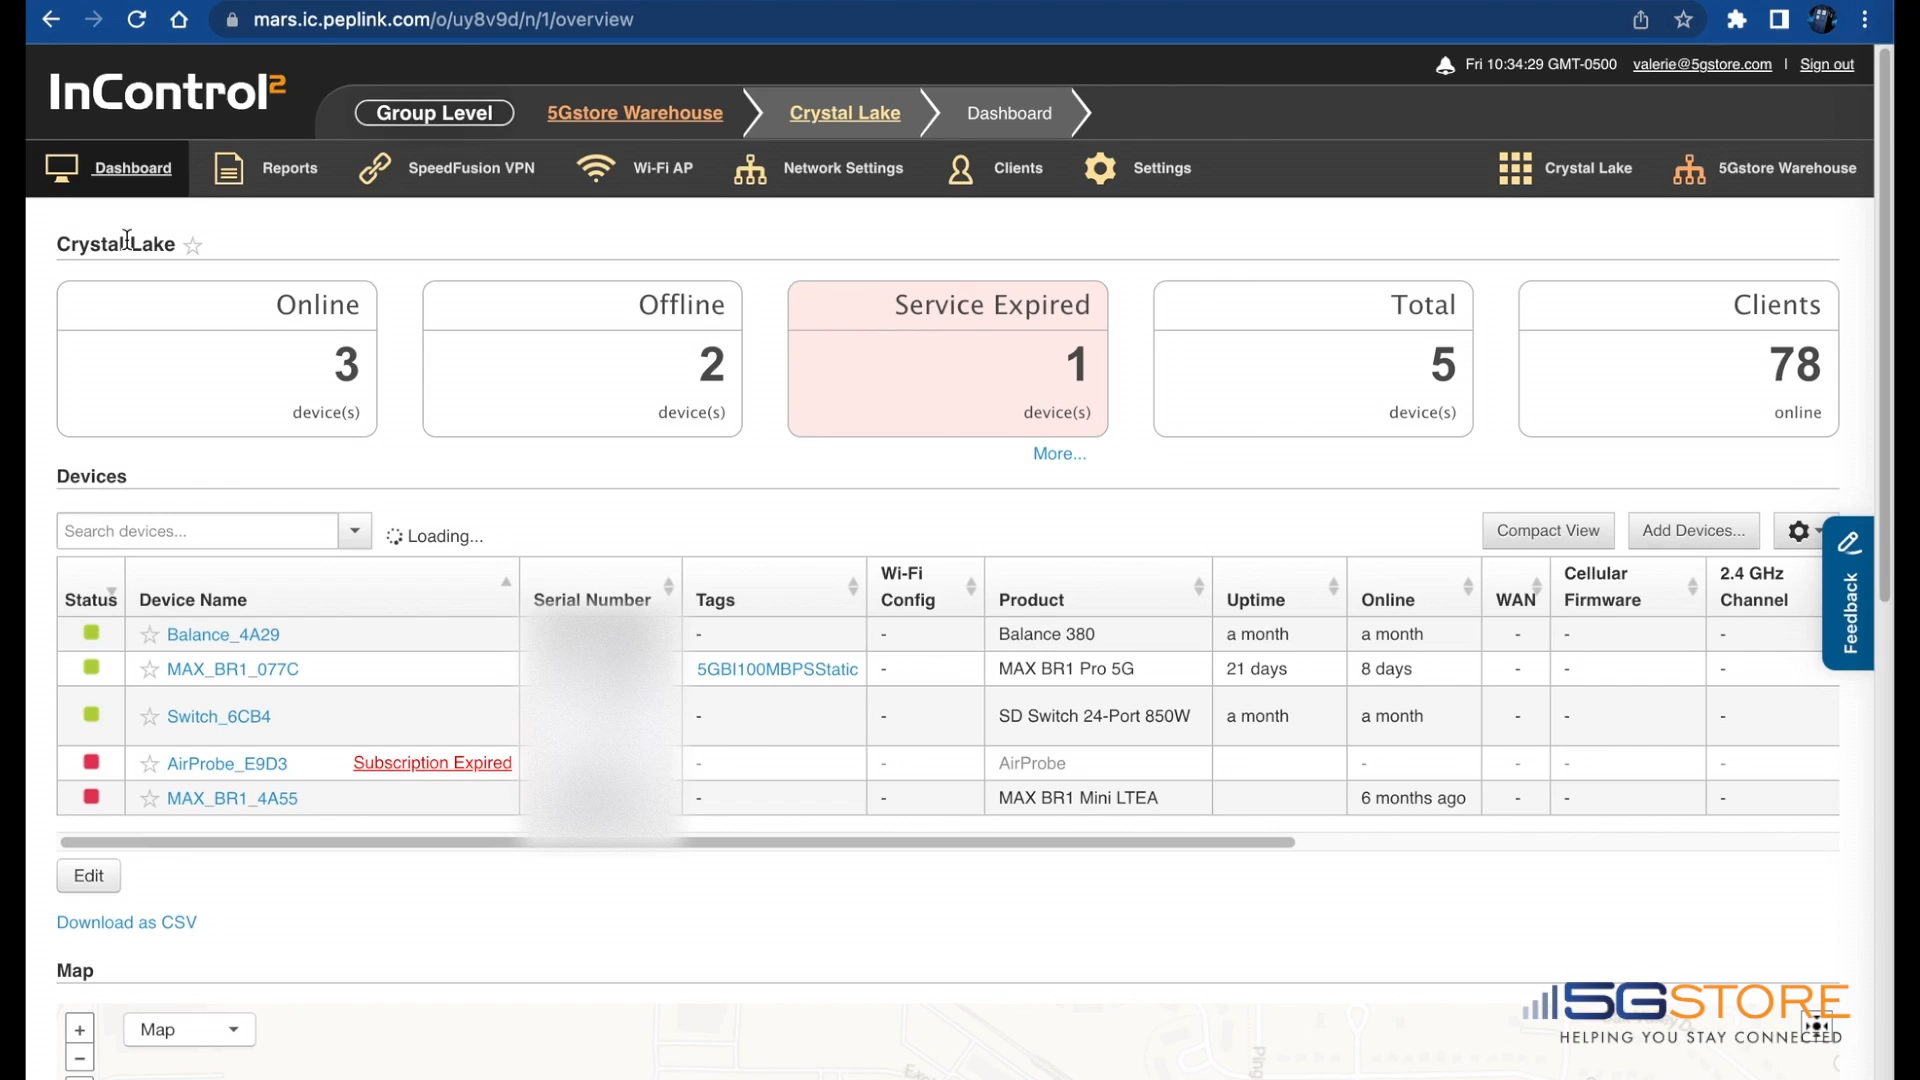 mars.ic.peplink.com/o/uy8v9d/n/1/overview
Fri 10:34:29 GMT-0500 valerie@5gstore.com | Sign out
InControl2
Group Level 5Gstore Warehouse Crystal Lake Dashboard
Dashboard Reports SpeedFusion VPN Wi-Fi AP Network Settings Clients Settings Crystal Lake 5Gstore Warehouse
Crystal Lake
Online Offline Service Expired Total Clients
3 2 1 5 78
device(s) device(s) device(s) device(s) online
More...
Devices
Search devices... Loading... Compact View Add Devices...
Status Device Name Serial Number Tags Wi-Fi Config Product Uptime Online WAN Cellular Firmware 2.4 GHz Channel
Balance_4A29 - - Balance 380 a month a month - - -
MAX_BR1_077C 5GBI100MBPSStatic - MAX BR1 Pro 5G 21 days 8 days - - -
Switch_6CB4 - - SD Switch 24-Port 850W a month a month - - -
AirProbe_E9D3 Subscription Expired - - AirProbe - - - -
MAX_BR1_4A55 - - MAX BR1 Mini LTEA 6 months ago - - -
Feedback
Edit
Download as CSV
Map
+ Map
−
5GSTORE
HELPING YOU STAY CONNECTED